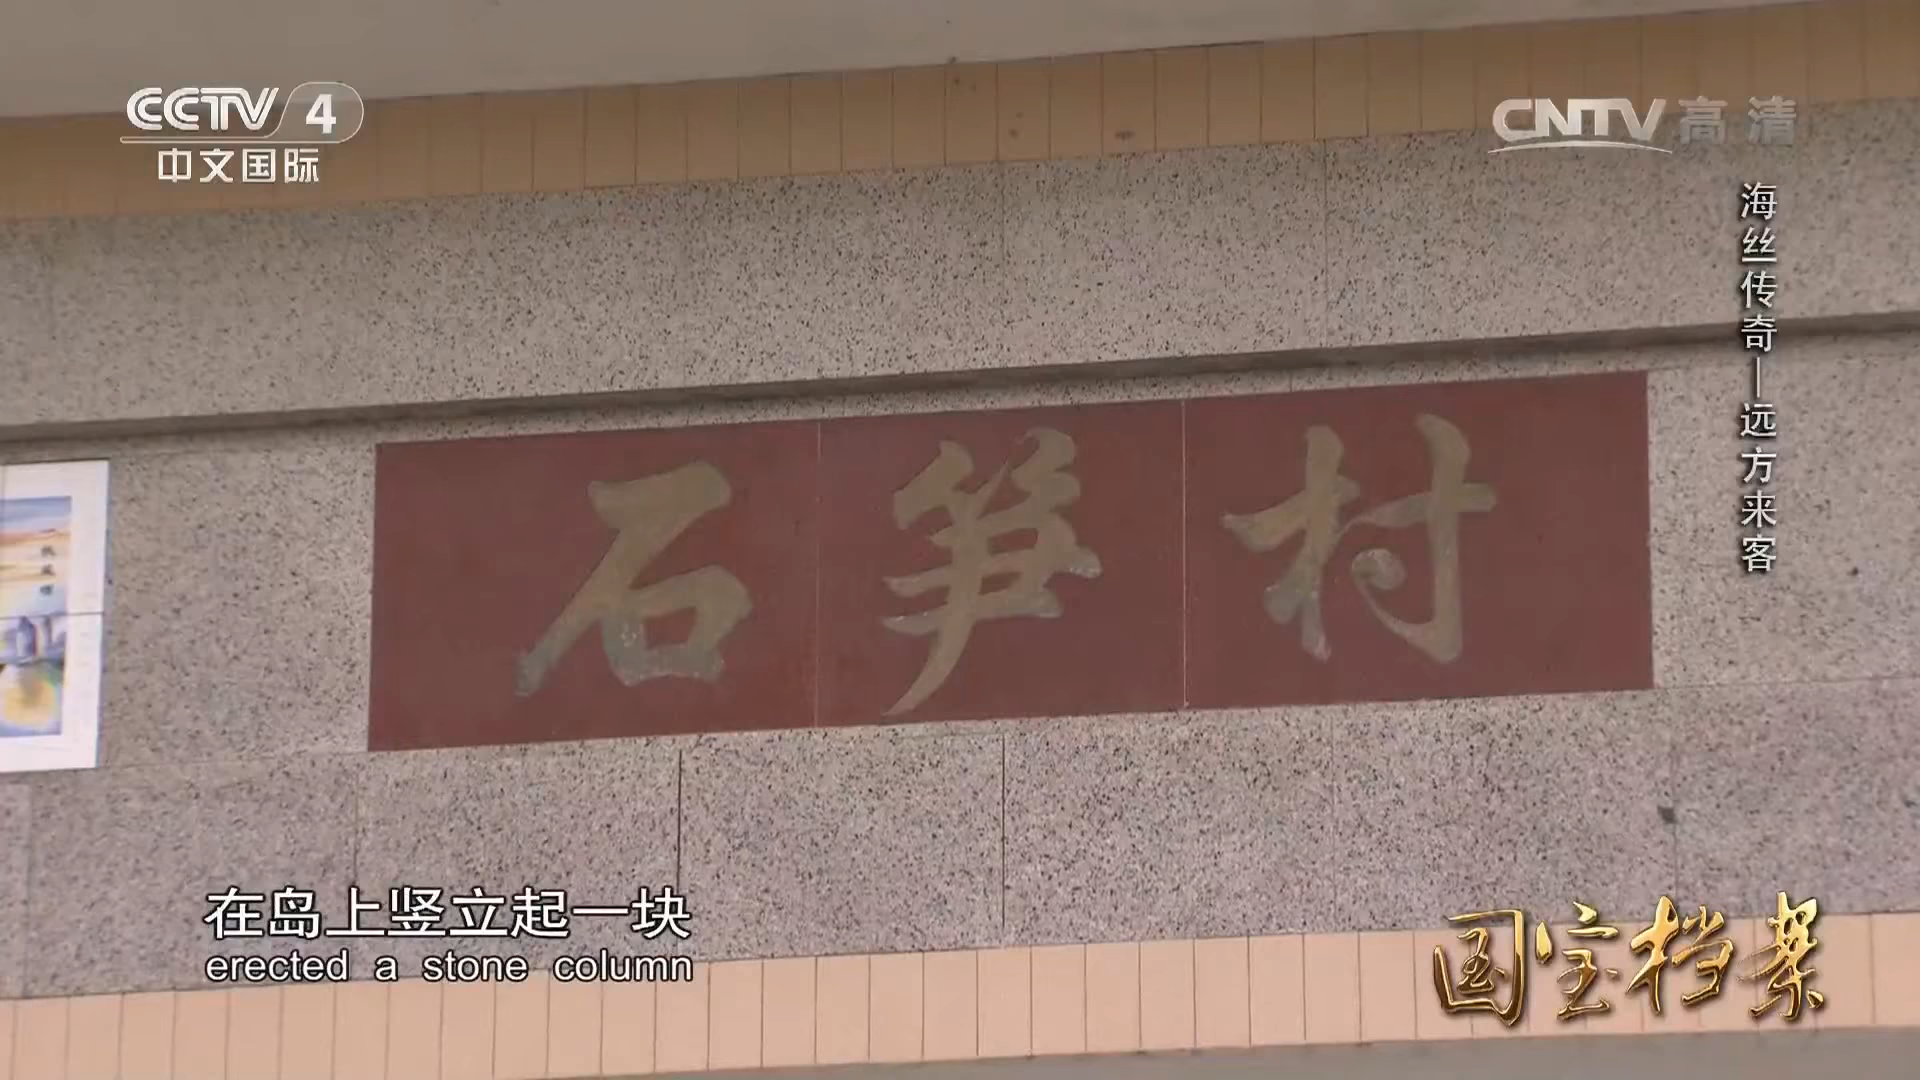 CCTV 4
中文国际
CNTV 高清
海丝传奇—远方来客
石笋村
在岛上竖立起一块
erected a stone column
国宝档案